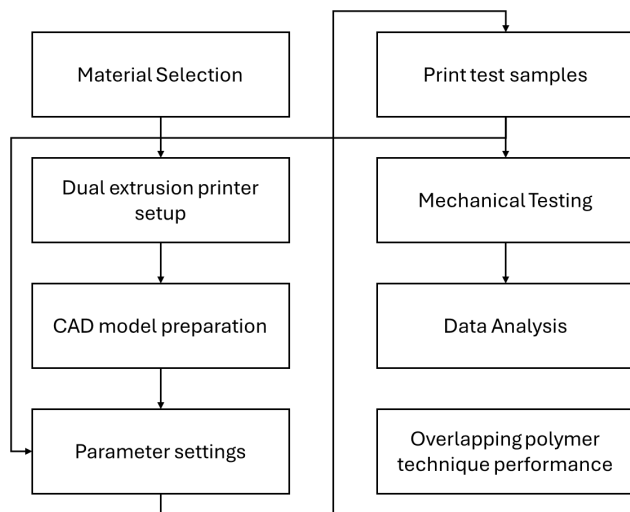 Material Selection
Dual extrusion printer
setup
CAD model preparation
Parameter settings
Print test samples
Mechanical Testing
Data Analysis
Overlapping polymer
technique performance